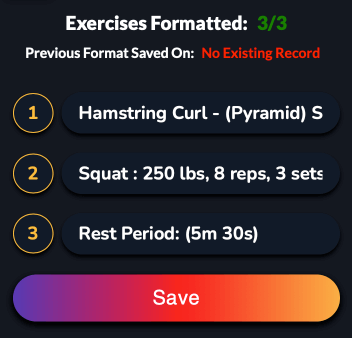 Exercises Formatted: 3/3
Previous Format Saved On: No Existing Record
1 Hamstring Curl - (Pyramid) S
2 Squat : 250 lbs, 8 reps, 3 sets
3 Rest Period: (5m 30s)
Save